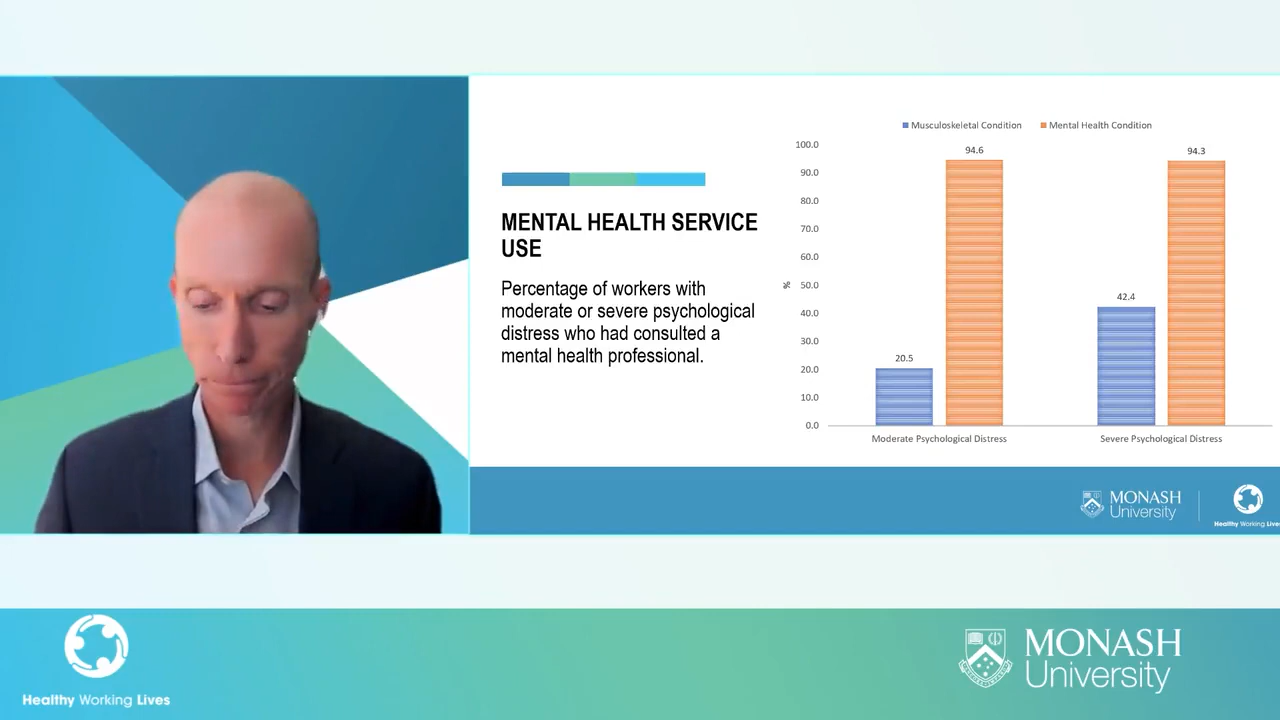 MENTAL HEALTH SERVICE
USE
Percentage of workers with
moderate or severe psychological
distress who had consulted a
mental health professional.
Musculoskeletal Condition
Mental Health Condition
100.0
90.0
80.0
70.0
60.0
50.0
40.0
30.0
20.0
10.0
0.0
%
20.5
94.6
42.4
94.3
Moderate Psychological Distress
Severe Psychological Distress
MONASH
University
Healthy Working Lives
Healthy Working Lives
MONASH
University